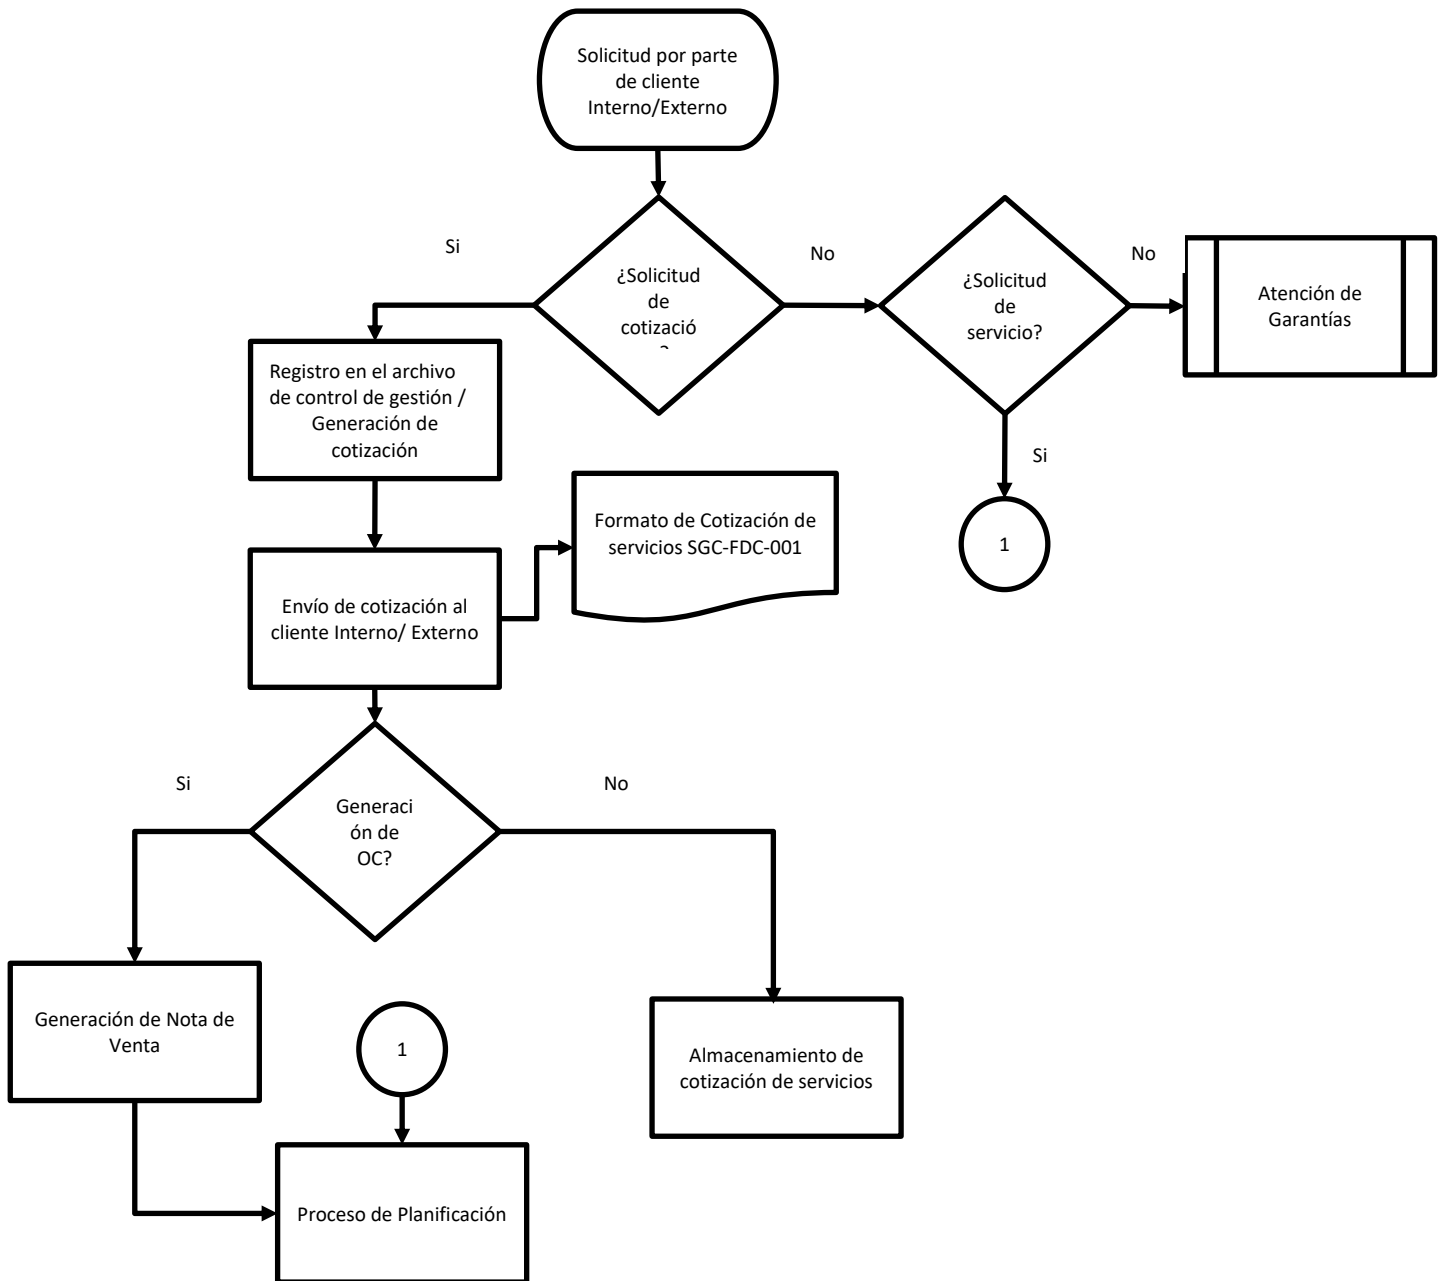 Solicitud por parte
de cliente
Interno/Externo
Si
¿Solicitud
de
cotizació
No
¿Solicitud
de
servicio?
No
Atención de
Garantías
Registro en el archivo
de control de gestión /
Generación de
cotización
Si
1
Formato de Cotización de
servicios SGC-FDC-001
Envío de cotización al
cliente Interno/ Externo
Si
Generaci
ón de
OC?
No
Generación de Nota de
Venta
1
Almacenamiento de
cotización de servicios
Proceso de Planificación